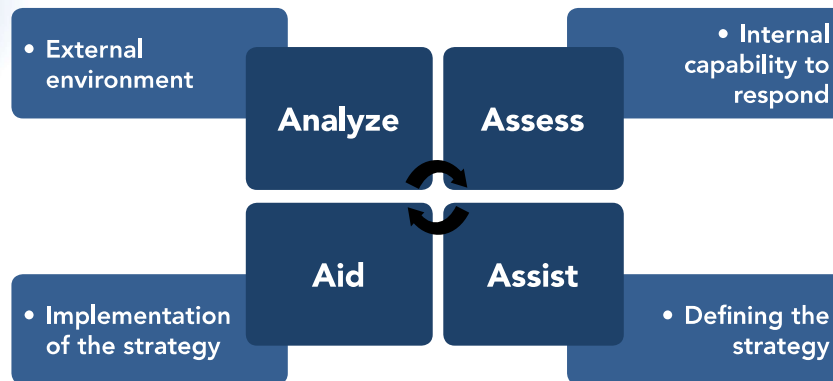 • External
environment
Analyze
Assess
• Internal
capability to
respond
• Implementation
of the strategy
Aid
Assist
• Defining the
strategy